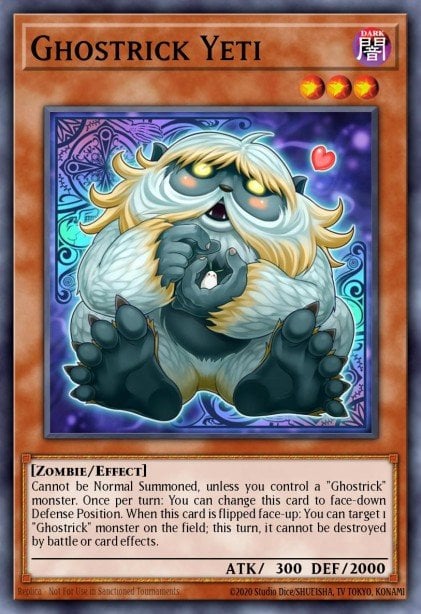 Ghostrick Yeti
DARK
闇
[Zombie/Effect]
Cannot be Normal Summoned, unless you control a "Ghostrick"
monster. Once per turn: You can change this card to face-down
Defense Position. When this card is flipped face-up: You can target 1
"Ghostrick" monster on the field; this turn, it cannot be destroyed
by battle or card effects.
ATK/ 300 DEF/2000
Replica - Not For Use in Sanctioned Tournaments
©2020 Studio Dice/SHUEISHA, TV TOKYO, KONAMI